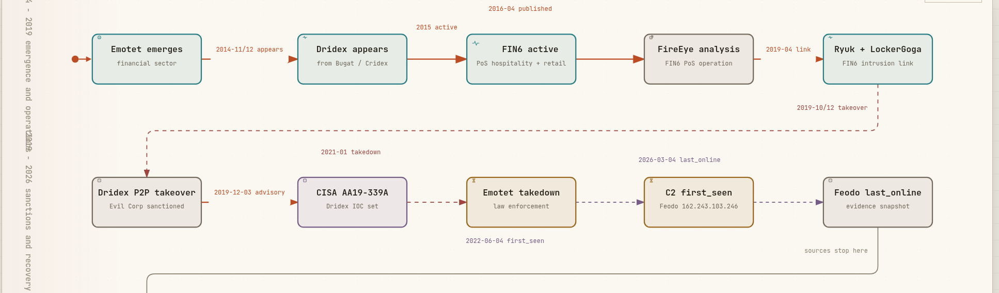 2016-04 published
2015 active
Emotet emerges
financial sector
2014-11/12 appears
Dridex appears
from Bugat / Cridex
FIN6 active
PoS hospitality + retail
FireEye analysis
FIN6 PoS operation
2019-04 link
Ryuk + LockerGoga
FIN6 intrusion link
2019-10/12 takeover
4 - 2019 emergence and operations
2019 - 2026 sanctions and recovery
2021-01 takedown
2026-03-04 last_online
Dridex P2P takeover
Evil Corp sanctioned
2019-12-03 advisory
CISA AA19-339A
Dridex IOC set
Emotet takedown
law enforcement
C2 first_seen
Feodo 162.243.103.246
Feodo last_online
evidence snapshot
2022-06-04 first_seen
sources stop here